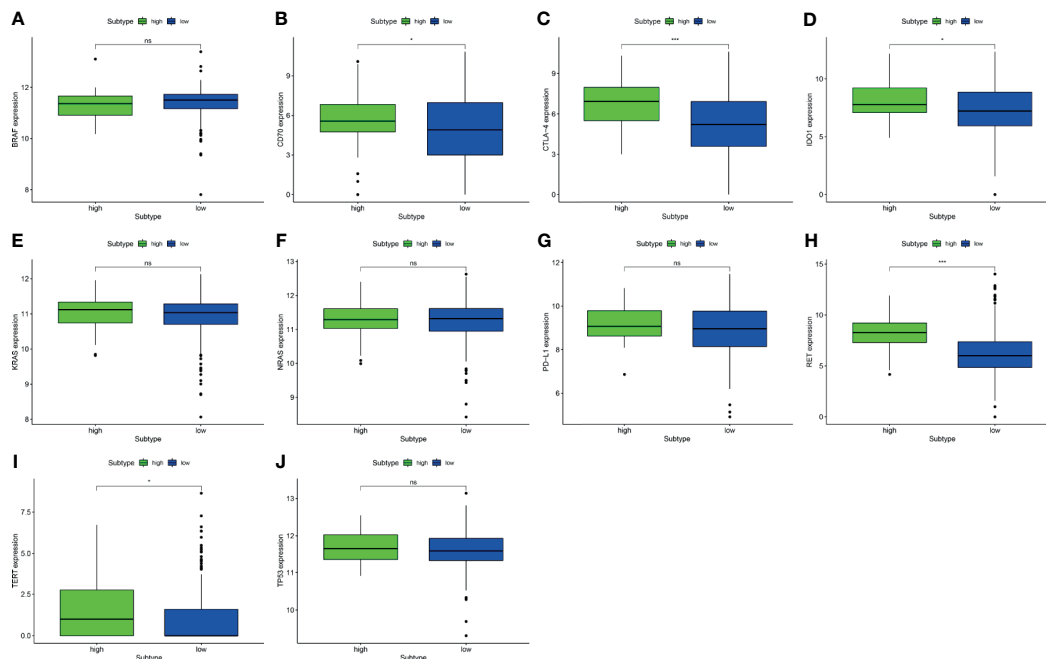 A
Subtype high low
ns
BRAF expression
12
10
8
high low
Subtype
B
Subtype high low
*
CD70 expression
9
6
3
0
high low
Subtype
C
Subtype high low
***
CTLA−4 expression
9
6
3
0
high low
Subtype
D
Subtype high low
*
IDO1 expression
10
5
0
high low
Subtype
E
Subtype high low
ns
KRAS expression
12
11
10
9
8
high low
Subtype
F
Subtype high low
ns
NRAS expression
13
12
11
10
9
high low
Subtype
G
Subtype high low
ns
PD−L1 expression
12
10
8
6
high low
Subtype
H
Subtype high low
***
RET expression
15
10
5
0
high low
Subtype
I
Subtype high low
*
TERT expression
7.5
5.0
2.5
0.0
high low
Subtype
J
Subtype high low
ns
TP53 expression
13
12
11
10
high low
Subtype